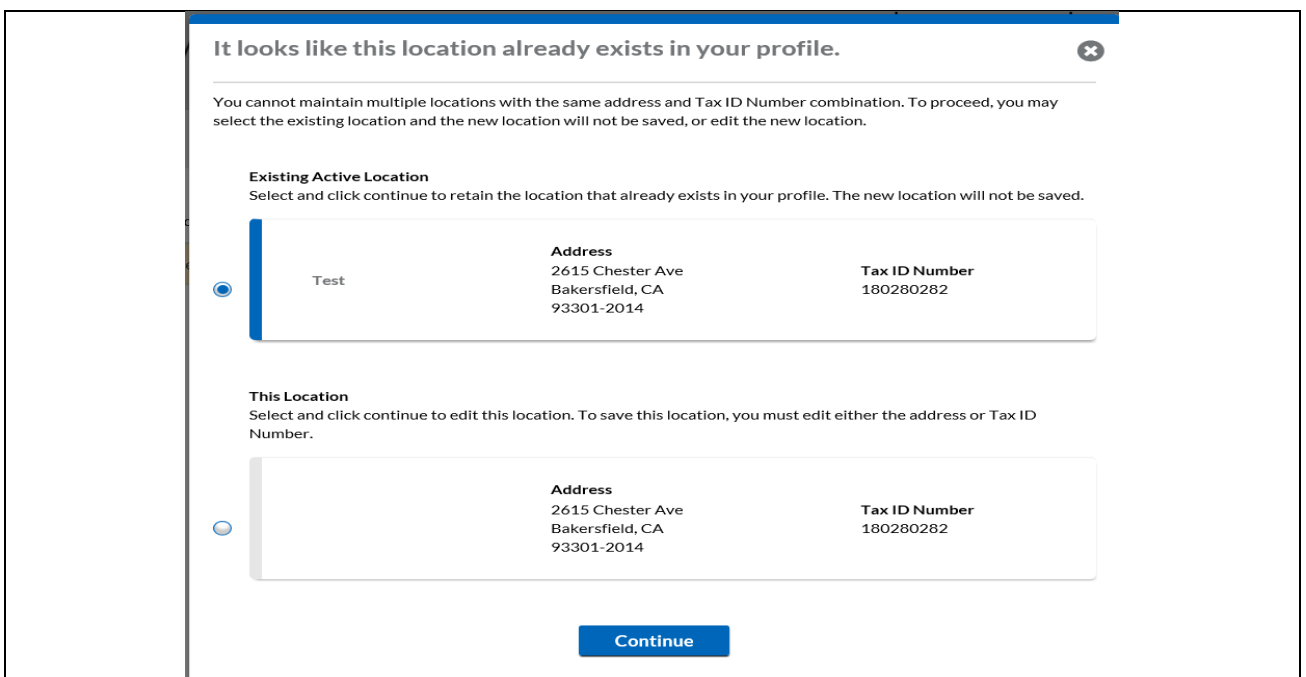 It looks like this location already exists in your profile.
You cannot maintain multiple locations with the same address and Tax ID Number combination. To proceed, you may
select the existing location and the new location will not be saved, or edit the new location.
Existing Active Location
Select and click continue to retain the location that already exists in your profile. The new location will not be saved.
Test
Address
2615 Chester Ave
Bakersfield, CA
93301-2014
Tax ID Number
180280282
This Location
Select and click continue to edit this location. To save this location, you must edit either the address or Tax ID
Number.
Address
2615 Chester Ave
Bakersfield, CA
93301-2014
Tax ID Number
180280282
Continue